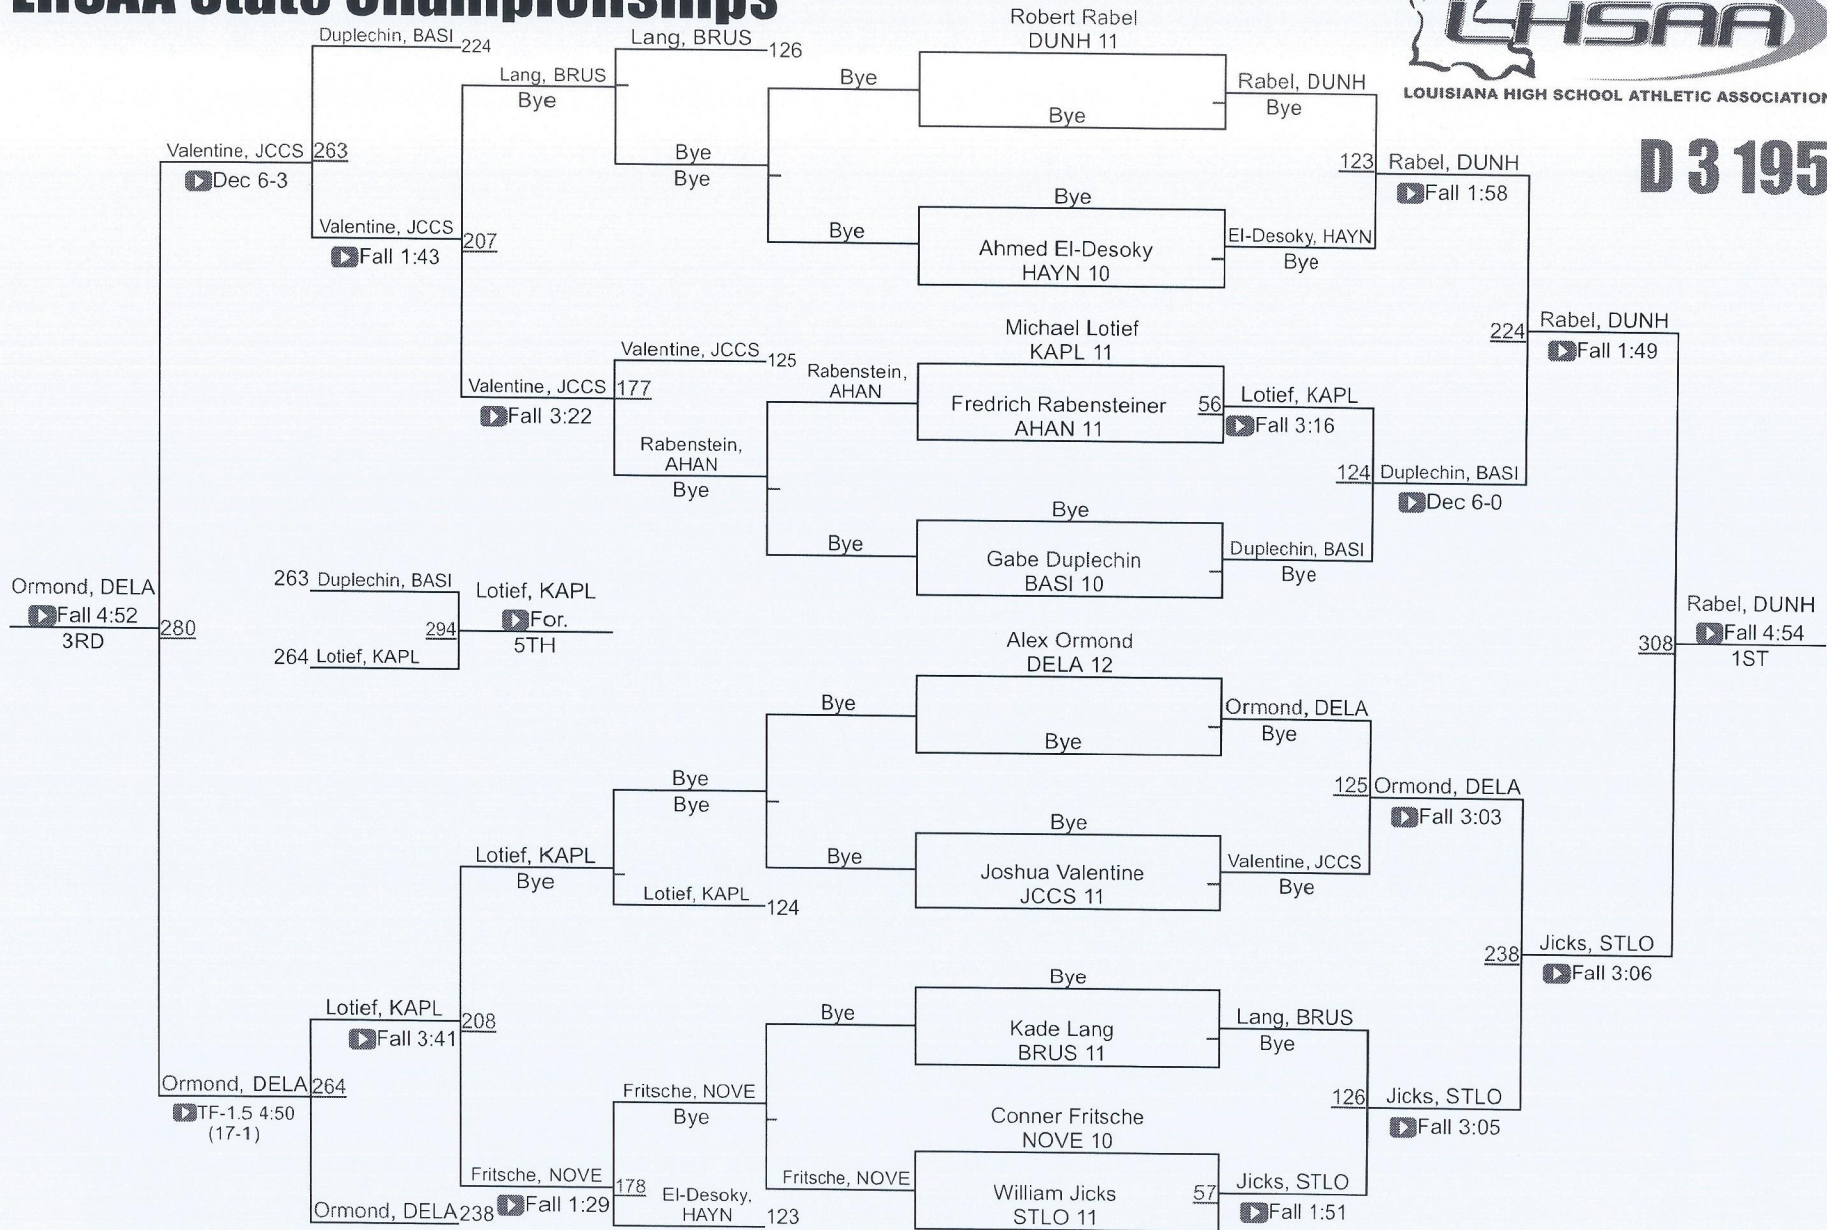 LHSAA State Championships
LHSAA
LOUISIANA HIGH SCHOOL ATHLETIC ASSOCIATION
D 3 195
Duplechin, BASI 224
Valentine, JCCS 263
Dec 6-3
Valentine, JCCS 207
Fall 1:43
Lang, BRUS
Bye
Lang, BRUS 126
Bye
Bye
Valentine, JCCS 177
Fall 3:22
Valentine, JCCS 125
Rabenstein,
AHAN
Bye
Bye
Bye
Rabenstein,
AHAN
Bye
Robert Rabel
DUNH 11
Bye
Bye
Ahmed El-Desoky
HAYN 10
Michael Lotief
KAPL 11
Fredrich Rabensteiner
AHAN 11
56
Bye
Gabe Duplechin
BASI 10
Rabel, DUNH
Bye
El-Desoky, HAYN
Bye
Lotief, KAPL
Fall 3:16
Duplechin, BASI
Bye
123 Rabel, DUNH
Fall 1:58
124 Duplechin, BASI
Dec 6-0
224 Rabel, DUNH
Fall 1:49
Ormond, DELA
Fall 4:52
3RD
280
263 Duplechin, BASI
264 Lotief, KAPL
294
Lotief, KAPL
For.
5TH
308
Rabel, DUNH
Fall 4:54
1ST
Ormond, DELA 264
TF-1.5 4:50
(17-1)
Lotief, KAPL 208
Fall 3:41
Ormond, DELA 238
Lotief, KAPL
Bye
Bye
Bye
Lotief, KAPL 124
Fritsche, NOVE 178
Fall 1:29
Fritsche, NOVE
Bye
El-Desoky,
HAYN 123
Bye
Bye
Bye
Fritsche, NOVE
Alex Ormond
DELA 12
Bye
Bye
Joshua Valentine
JCCS 11
Bye
Kade Lang
BRUS 11
Conner Fritsche
NOVE 10
William Jicks
STLO 11
57
Ormond, DELA
Bye
Valentine, JCCS
Bye
Lang, BRUS
Bye
Jicks, STLO
Fall 1:51
125 Ormond, DELA
Fall 3:03
126 Jicks, STLO
Fall 3:05
238 Jicks, STLO
Fall 3:06